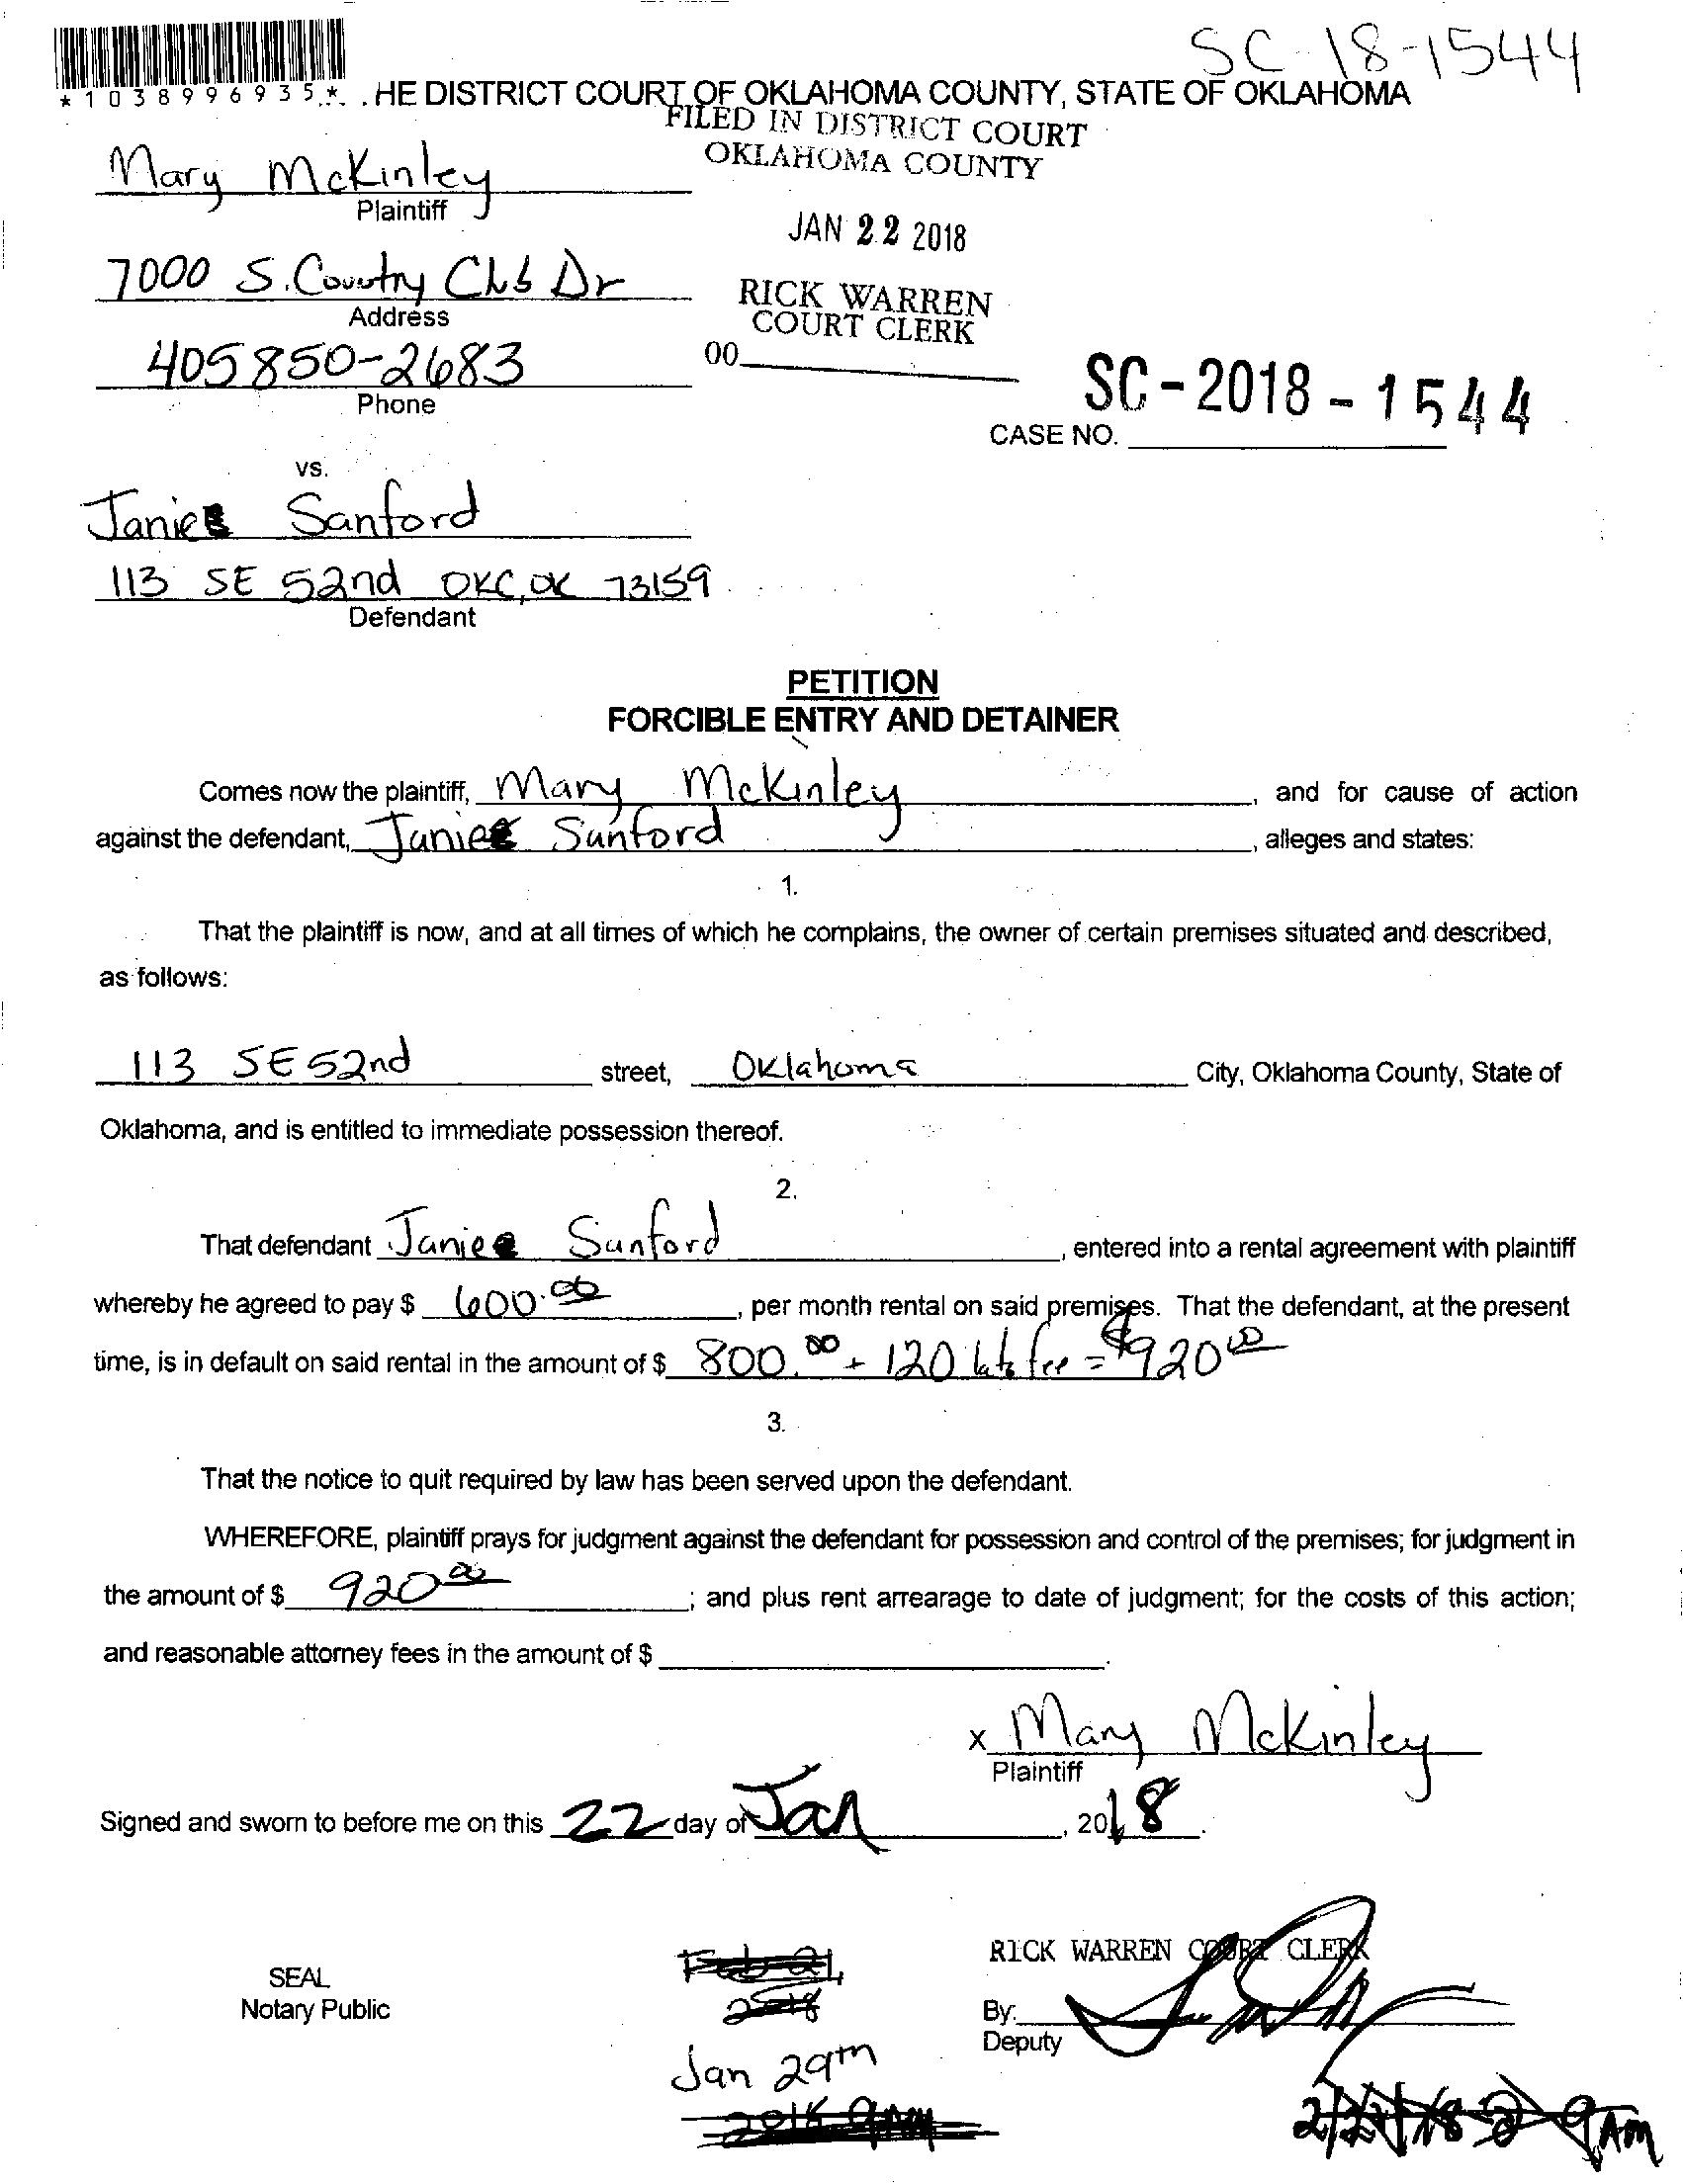 SC-18-1544
*1038996935*
HE DISTRICT COURT OF OKLAHOMA COUNTY, STATE OF OKLAHOMA
FILED IN DISTRICT COURT
OKLAHOMA COUNTY
Mary McKinley
Plaintiff
JAN 22 2018
7000 S. Country Club Dr
Address
RICK WARREN
COURT CLERK
405 850-2683
Phone
00
SC-2018-1544
CASE NO.
vs.
Sanford
113 SE 52nd OKC, OK 73159
Defendant
PETITION
FORCIBLE ENTRY AND DETAINER
Comes now the plaintiff, Mary McKinley, and for cause of action
against the defendant, Sanford, alleges and states:
1.
That the plaintiff is now, and at all times of which he complains, the owner of certain premises situated and described,
as follows:
113 SE 52nd street, Oklahoma City, Oklahoma County, State of
Oklahoma, and is entitled to immediate possession thereof.
2.
That defendant Janice Sanford, entered into a rental agreement with plaintiff
whereby he agreed to pay $ 600.00, per month rental on said premises. That the defendant, at the present
time, is in default on said rental in the amount of $ 800.00 + 120 late fee = $920 00
3.
That the notice to quit required by law has been served upon the defendant.
WHEREFORE, plaintiff prays for judgment against the defendant for possession and control of the premises; for judgment in
the amount of $ 920 00; and plus rent arrearage to date of judgment; for the costs of this action;
and reasonable attorney fees in the amount of $
x Mary McKinley
Plaintiff
Signed and sworn to before me on this 22 day of Jan, 2018.
RICK WARREN COURT CLERK
SEAL
Notary Public
Feb 21,
2018
By:
Deputy
Jan 29th
9AM